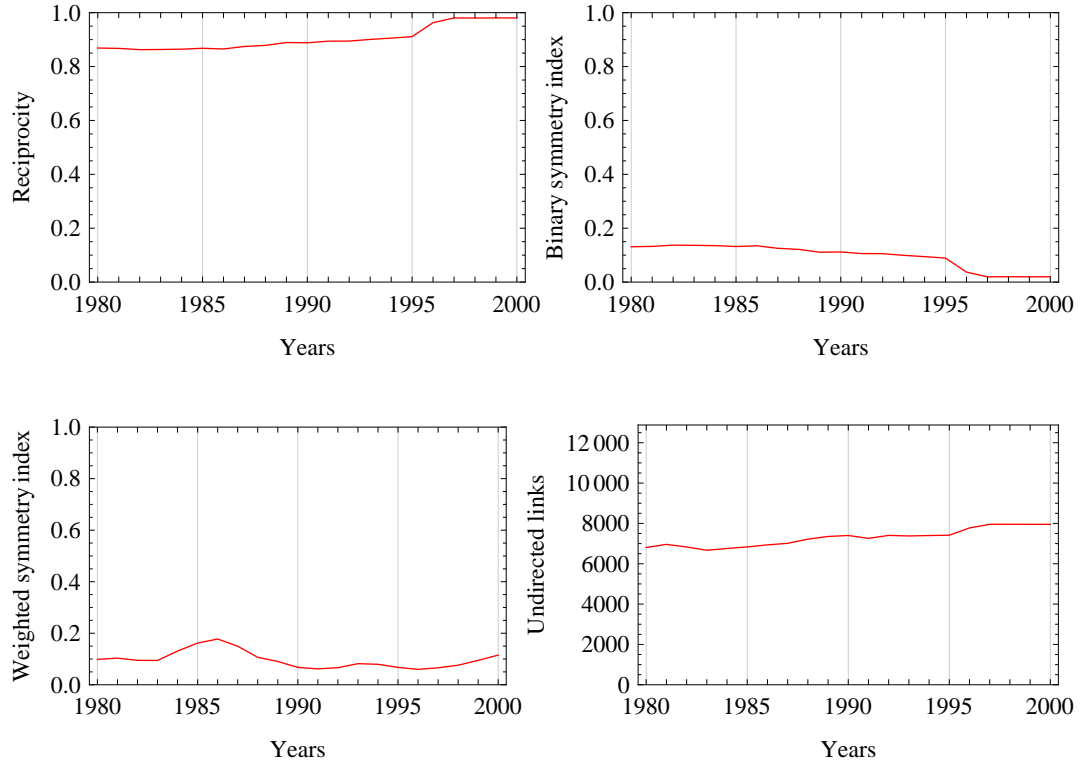 Reciprocity
1.0
0.8
0.6
0.4
0.2
0.0
1980 1985 1990 1995 2000
Years
Binary symmetry index
1.0
0.8
0.6
0.4
0.2
0.0
1980 1985 1990 1995 2000
Years
Weighted symmetry index
1.0
0.8
0.6
0.4
0.2
0.0
1980 1985 1990 1995 2000
Years
Undirected links
12 000
10 000
8000
6000
4000
2000
0
1980 1985 1990 1995 2000
Years